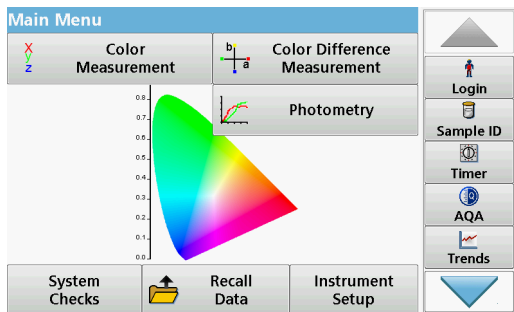 Main Menu
X
y
z
Color
Measurement
b
a
Color Difference
Measurement
Photometry
0.8
0.7
0.6
0.5
0.4
0.3
0.2
0.1
0.0
System
Checks
Recall
Data
Instrument
Setup
Login
Sample ID
Timer
Q
AQA
Trends